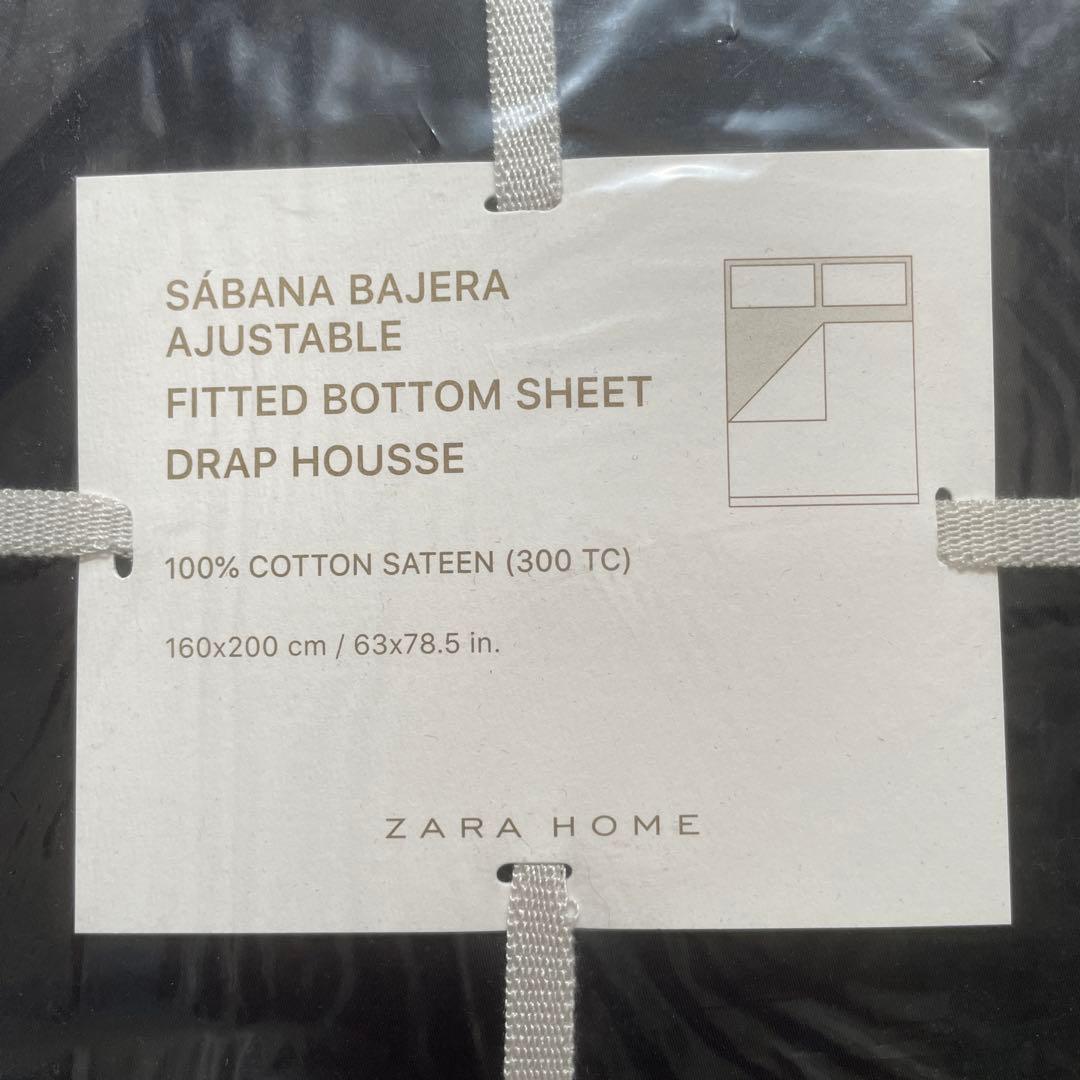 SÁBANA BAJERA
AJUSTABLE
FITTED BOTTOM SHEET
DRAP HOUSSE
100% COTTON SATEEN (300 TC)
160x200 cm / 63x78.5 in.
ZARA HOME